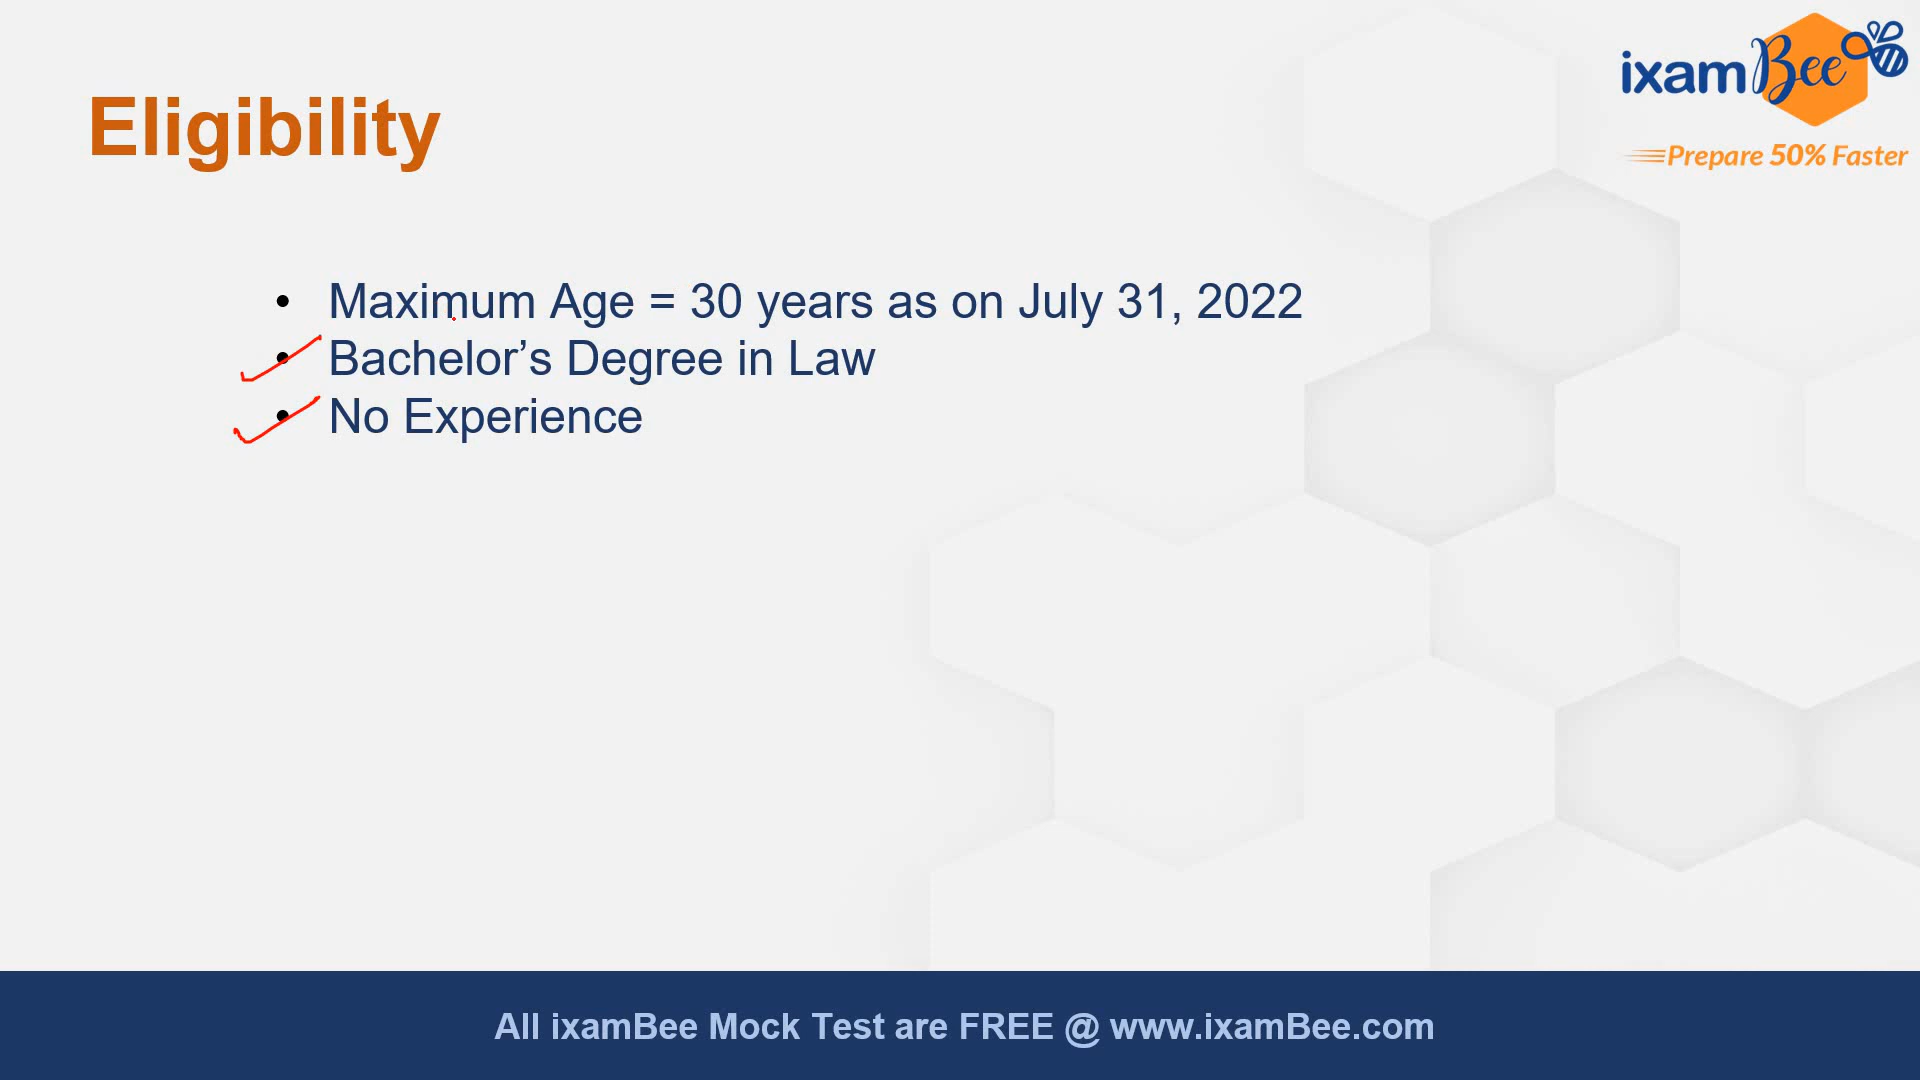 ixamBee
Prepare 50% Faster
Eligibility
• Maximum Age = 30 years as on July 31, 2022
• Bachelor’s Degree in Law
• No Experience
All ixamBee Mock Test are FREE @ www.ixamBee.com